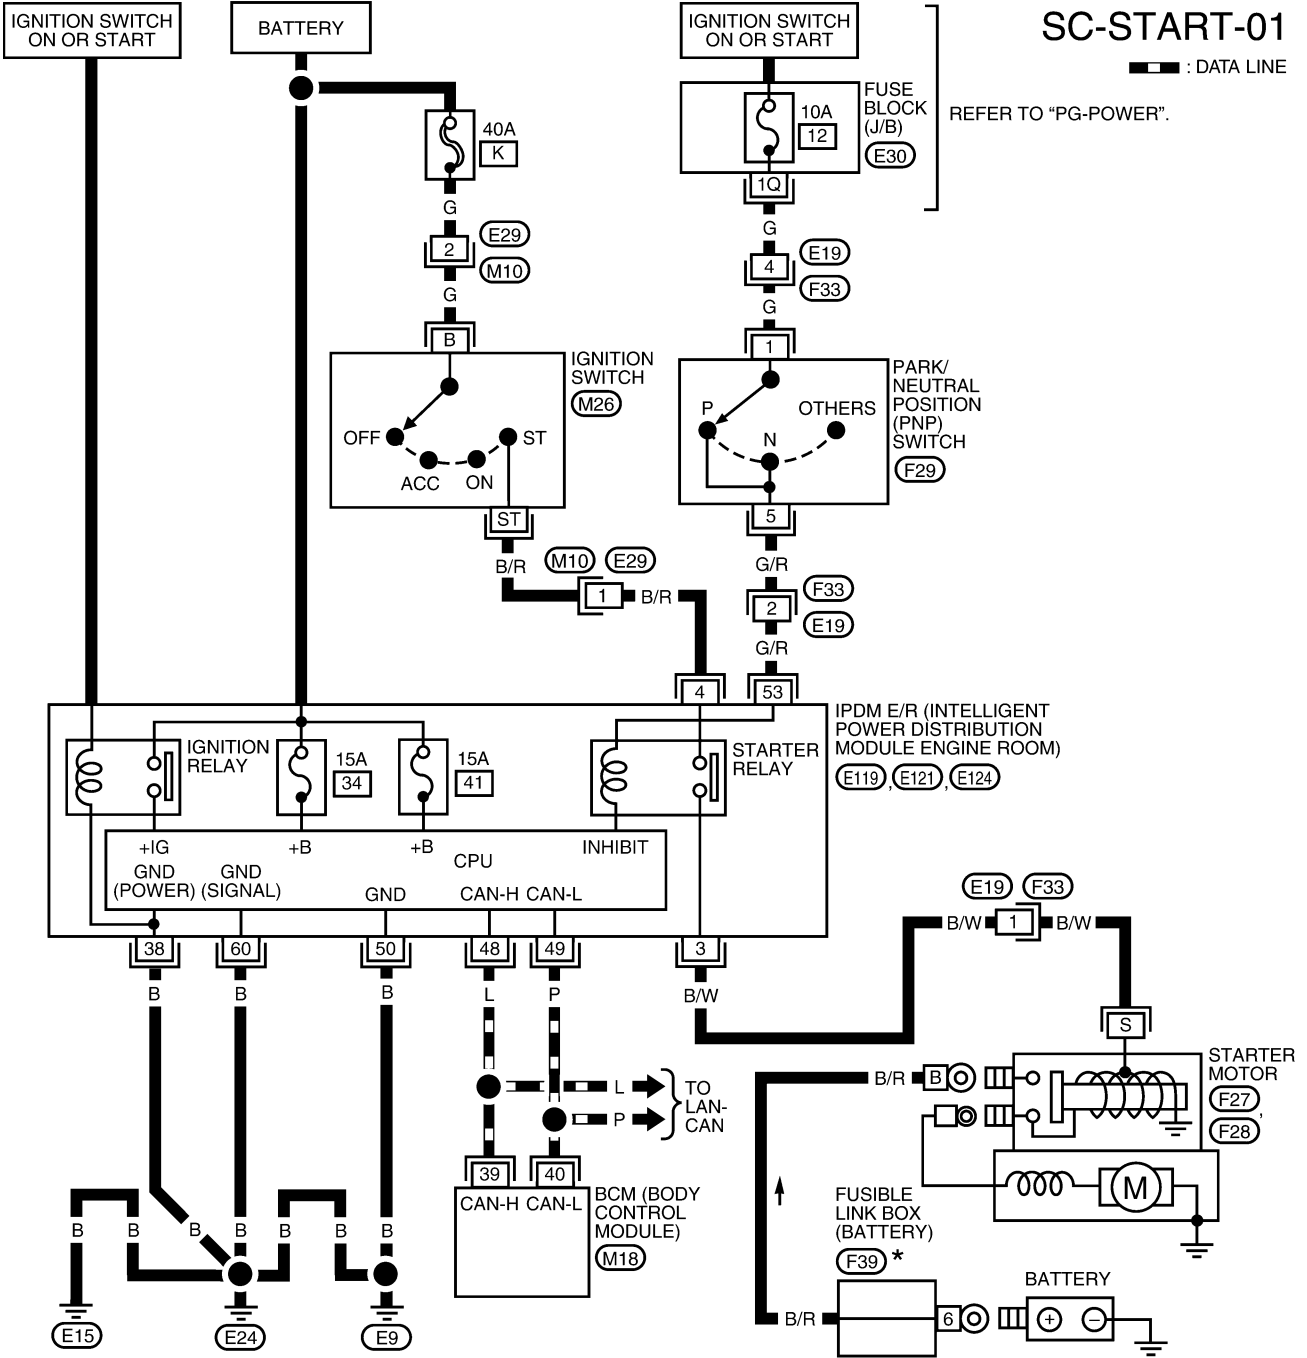 IGNITION SWITCH
ON OR START
BATTERY
IGNITION SWITCH
ON OR START
SC-START-01
: DATA LINE
FUSE
BLOCK
(J/B)
E30
REFER TO “PG-POWER”.
40A
K
10A
12
1Q
G
G
2
E29
M10
4
E19
F33
G
G
B
1
IGNITION
SWITCH
M26
OFF
ACC
ON
ST
PARK/
NEUTRAL
POSITION
(PNP)
SWITCH
F29
P
N
OTHERS
ST
5
B/R
M10
E29
1
B/R
G/R
2
F33
E19
G/R
4
53
IPDM E/R (INTELLIGENT
POWER DISTRIBUTION
MODULE ENGINE ROOM)
E119 , E121 , E124
IGNITION
RELAY
15A
34
15A
41
STARTER
RELAY
+IG
+B
+B
CPU
INHIBIT
GND
(POWER)
GND
(SIGNAL)
GND
CAN-H
CAN-L
38
60
50
48
49
3
B
B
B
L
P
B/W
E19
F33
B/W
1
B/W
S
STARTER
MOTOR
F27 ,
F28
B/R
B
M
L
P
TO
LAN-
CAN
39
40
CAN-H
CAN-L
BCM (BODY
CONTROL
MODULE)
M18
B
B
B
B
B
B
B
E15
E24
E9
FUSIBLE
LINK BOX
(BATTERY)
F39 *
B/R
6
BATTERY
+
–